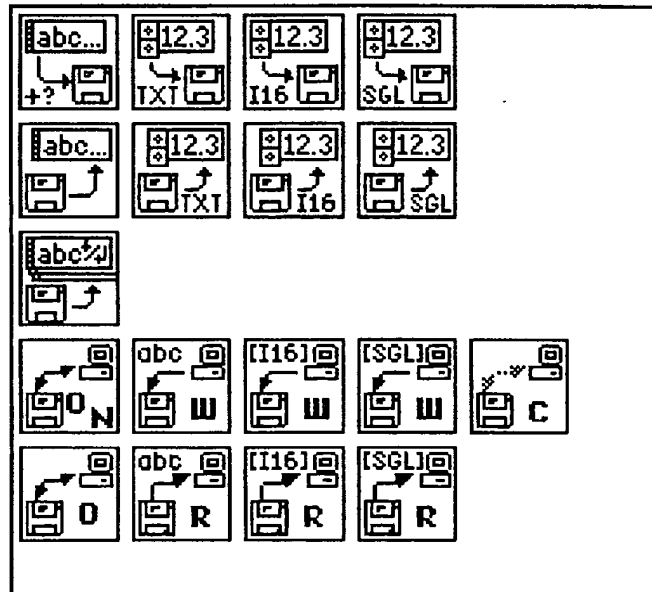 abc... 12.3 12.3 12.3
+? TXT I16 SGL
abc... 12.3 12.3 12.3
TXT I16 SGL
abc
abc [I16] [SGL]
O N W W W C
abc [I16] [SGL]
O R R R